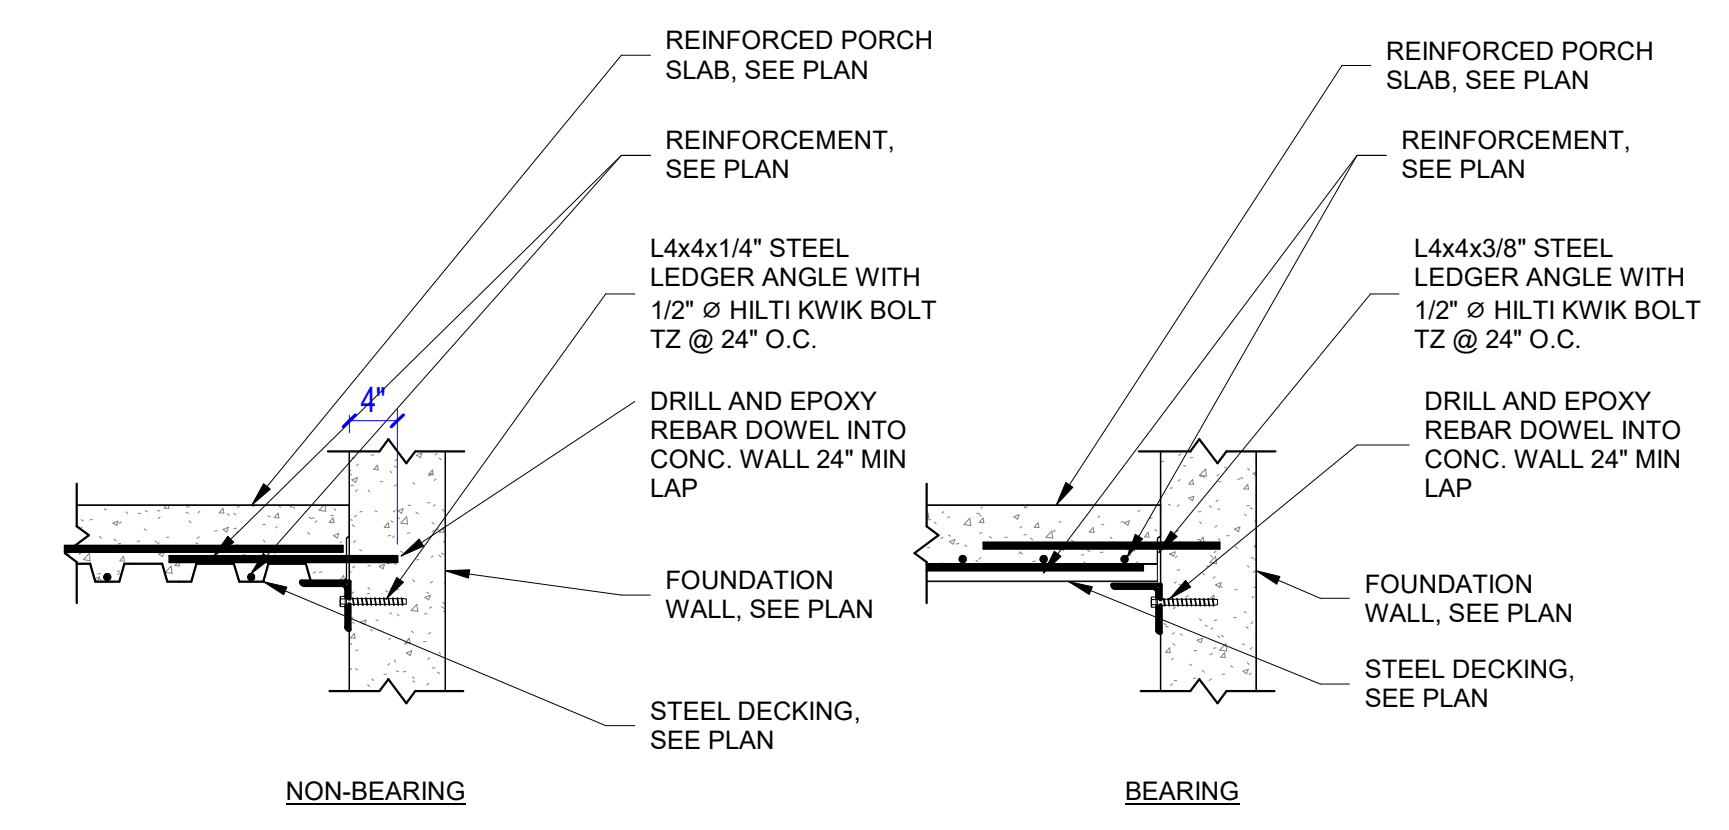 REINFORCED PORCH
SLAB, SEE PLAN
REINFORCEMENT,
SEE PLAN
L4x4x1/4" STEEL
LEDGER ANGLE WITH
1/2" ⌀ HILTI KWIK BOLT
TZ @ 24" O.C.
4"
DRILL AND EPOXY
REBAR DOWEL INTO
CONC. WALL 24" MIN
LAP
FOUNDATION
WALL, SEE PLAN
STEEL DECKING,
SEE PLAN
NON-BEARING
REINFORCED PORCH
SLAB, SEE PLAN
REINFORCEMENT,
SEE PLAN
L4x4x3/8" STEEL
LEDGER ANGLE WITH
1/2" ⌀ HILTI KWIK BOLT
TZ @ 24" O.C.
DRILL AND EPOXY
REBAR DOWEL INTO
CONC. WALL 24" MIN
LAP
FOUNDATION
WALL, SEE PLAN
STEEL DECKING,
SEE PLAN
BEARING